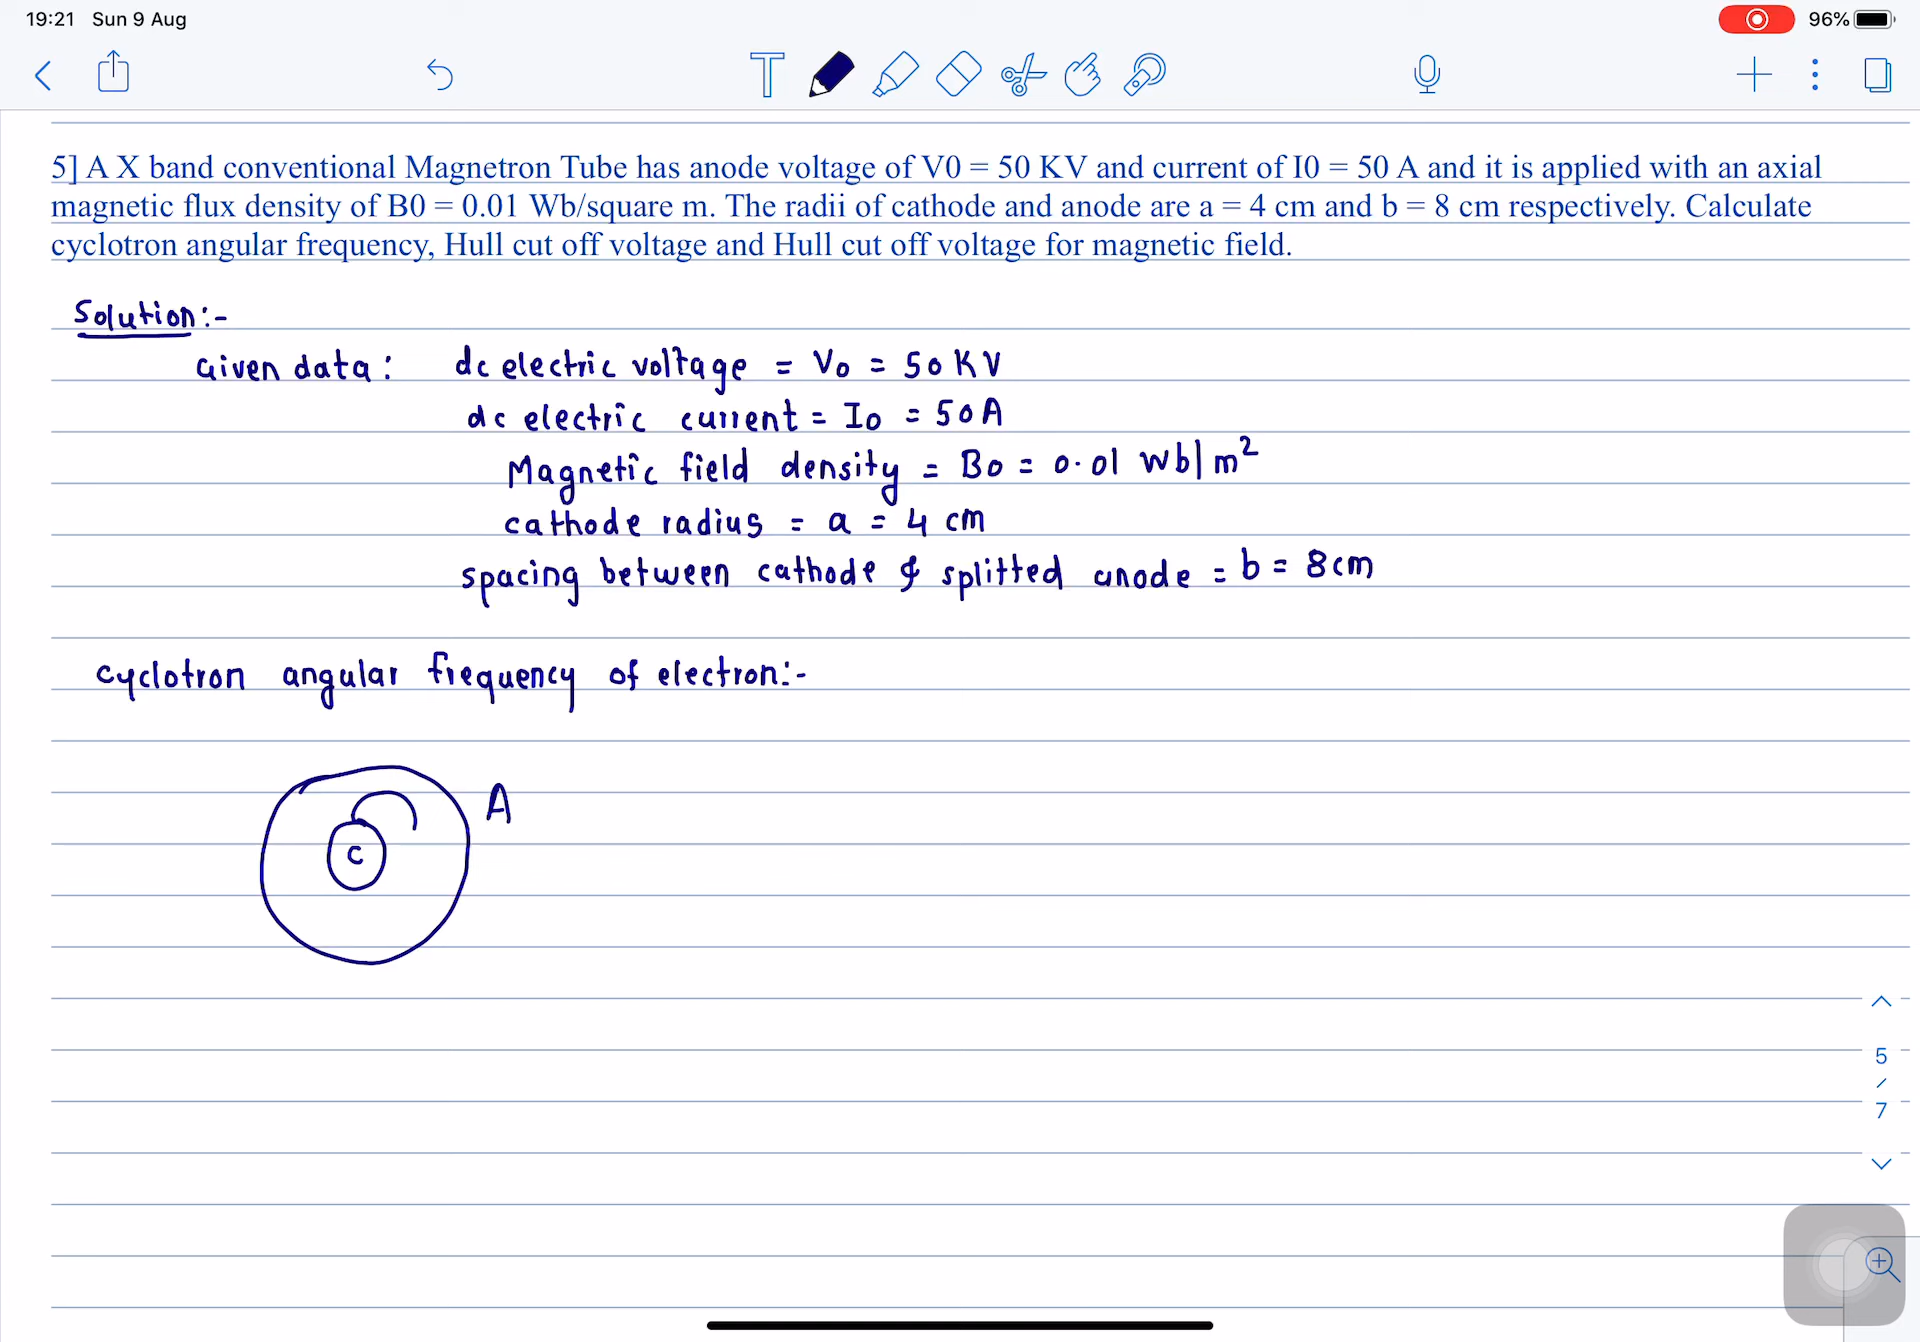 19:21 Sun 9 Aug
96%
5] A X band conventional Magnetron Tube has anode voltage of V0 = 50 KV and current of I0 = 50 A and it is applied with an axial
magnetic flux density of B0 = 0.01 Wb/square m. The radii of cathode and anode are a = 4 cm and b = 8 cm respectively. Calculate
cyclotron angular frequency, Hull cut off voltage and Hull cut off voltage for magnetic field.
Solution:-
Given data: dc electric voltage = Vo = 50 KV
dc electric current = Io = 50A
Magnetic field density = Bo = 0.01 Wb/m²
cathode radius = a = 4 cm
spacing between cathode & splitted anode = b = 8cm
cyclotron angular frequency of electron:-
A
C
5
/
7